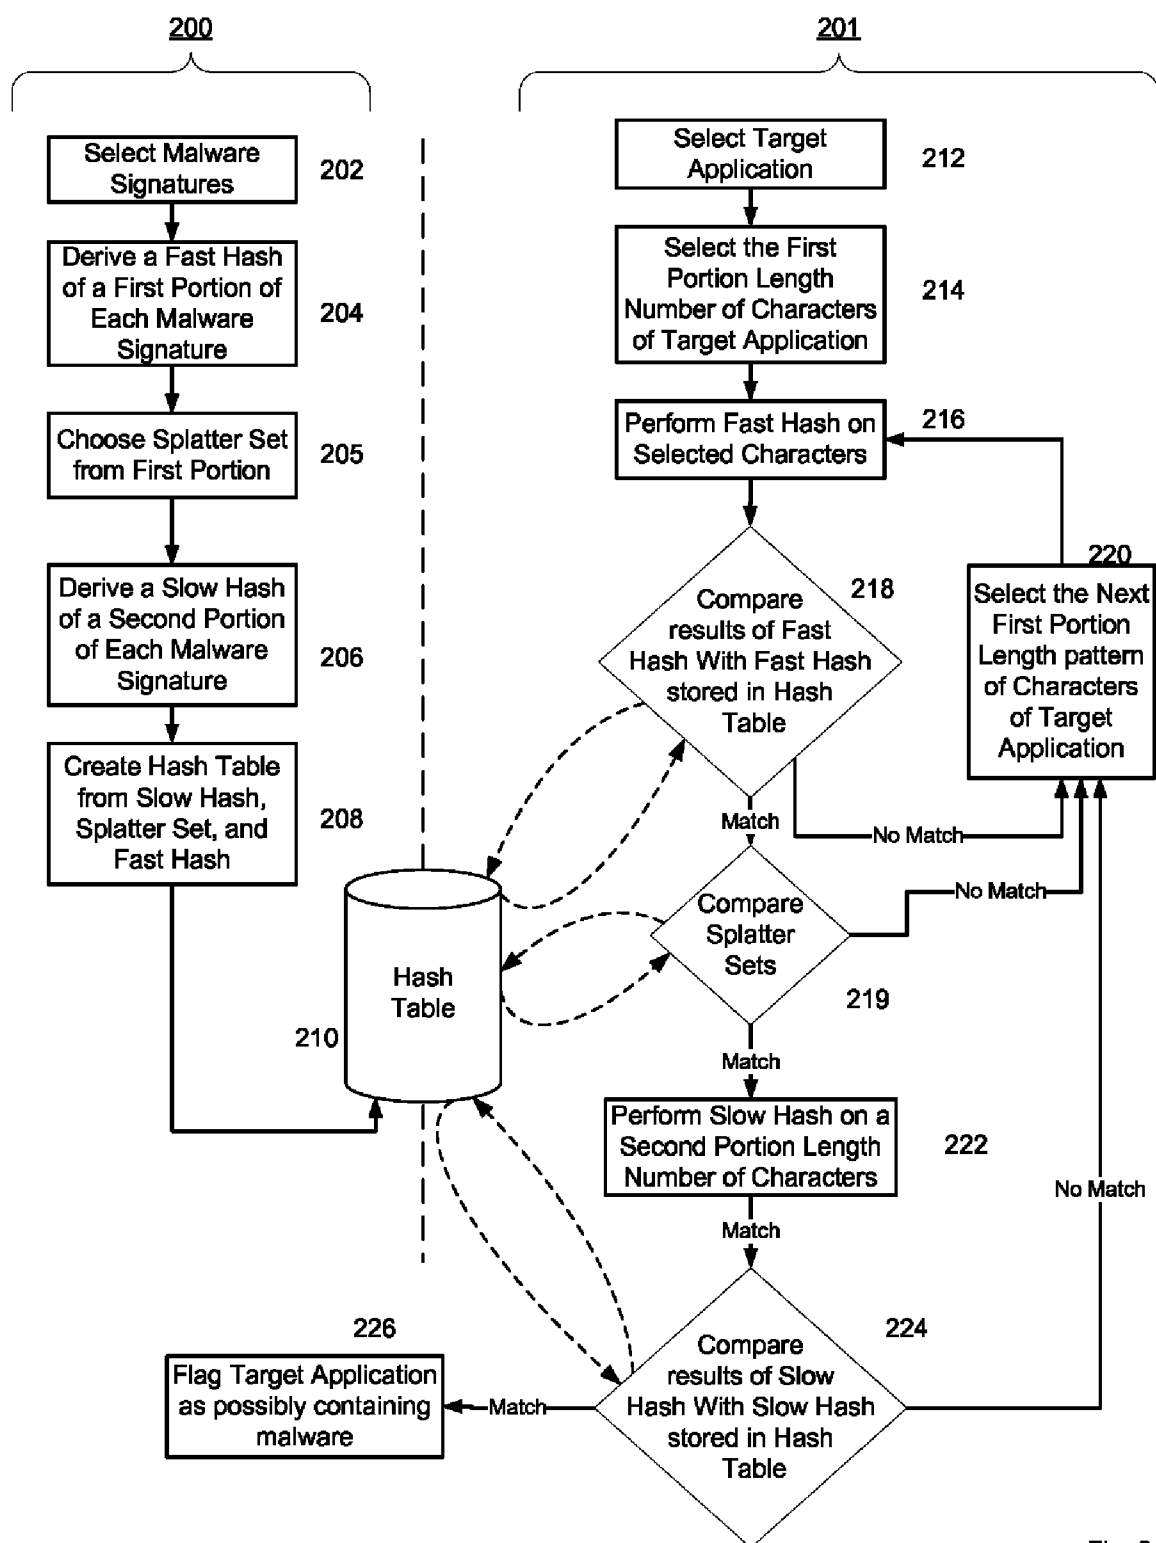 200
201
Select Malware
Signatures
202
Derive a Fast Hash
of a First Portion of
Each Malware
Signature
204
Choose Splatter Set
from First Portion
205
Derive a Slow Hash
of a Second Portion
of Each Malware
Signature
206
Create Hash Table
from Slow Hash,
Splatter Set, and
Fast Hash
208
Hash
Table
210
Select Target
Application
212
Select the First
Portion Length
Number of Characters
of Target Application
214
Perform Fast Hash on
Selected Characters
216
Compare
results of Fast
Hash With Fast Hash
stored in Hash
Table
218
220
Select the Next
First Portion
Length pattern
of Characters
of Target
Application
Match
No Match
Compare
Splatter
Sets
219
No Match
Match
Perform Slow Hash on a
Second Portion Length
Number of Characters
222
Match
No Match
Compare
results of Slow
Hash With Slow Hash
stored in Hash
Table
224
Match
226
Flag Target Application
as possibly containing
malware